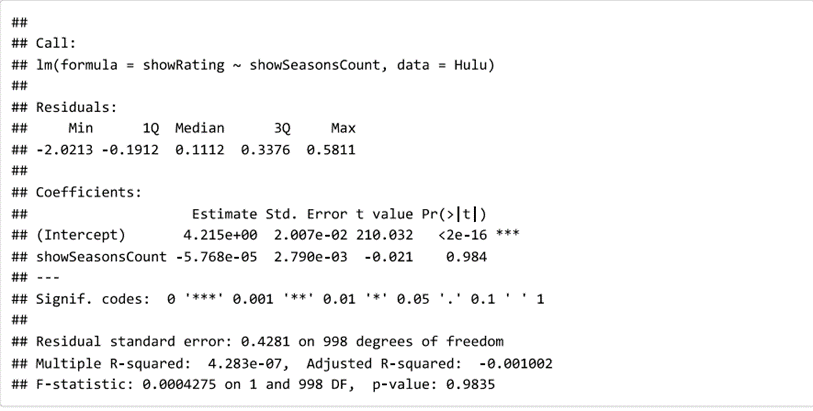 ##
## Call:
## lm(formula = showRating ~ showSeasonsCount, data = Hulu)
##
## Residuals:
##     Min      1Q  Median      3Q     Max
## -2.0213 -0.1912  0.1112  0.3376  0.5811
##
## Coefficients:
##                    Estimate Std. Error t value Pr(>|t|)
## (Intercept)       4.215e+00  2.007e-02 210.032   <2e-16 ***
## showSeasonsCount -5.768e-05  2.790e-03  -0.021    0.984
## ---
## Signif. codes:  0 '***' 0.001 '**' 0.01 '*' 0.05 '.' 0.1 ' ' 1
##
## Residual standard error: 0.4281 on 998 degrees of freedom
## Multiple R-squared:  4.283e-07,  Adjusted R-squared:  -0.001002
## F-statistic: 0.0004275 on 1 and 998 DF,  p-value: 0.9835